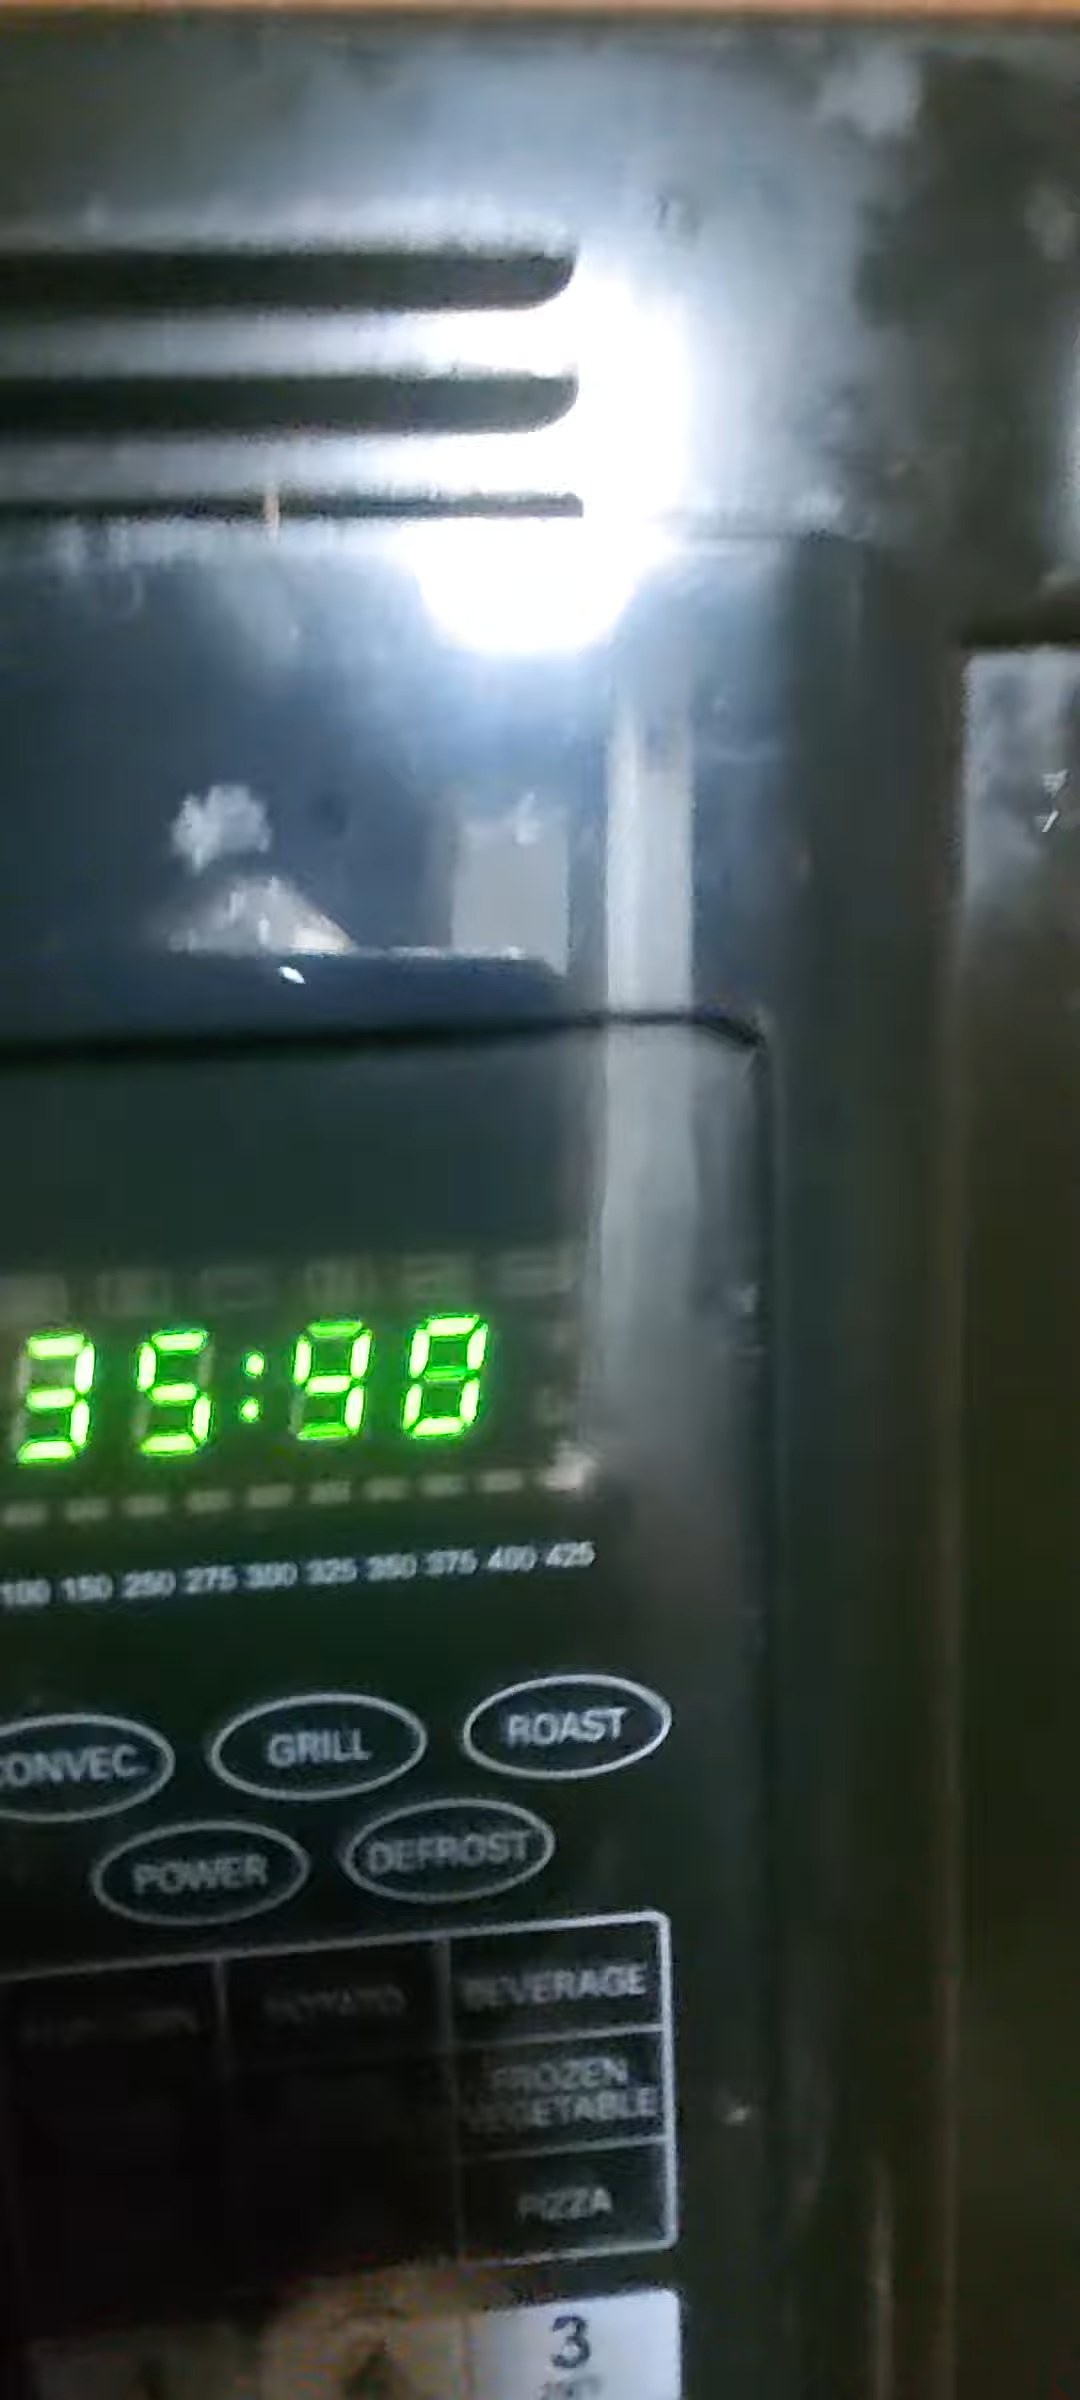 35:90
100 150 250 275 300 325 350 375 400 425
CONVEC. GRILL ROAST
POWER DEFROST
BEVERAGE
FROZEN
VEGETABLE
PIZZA
3